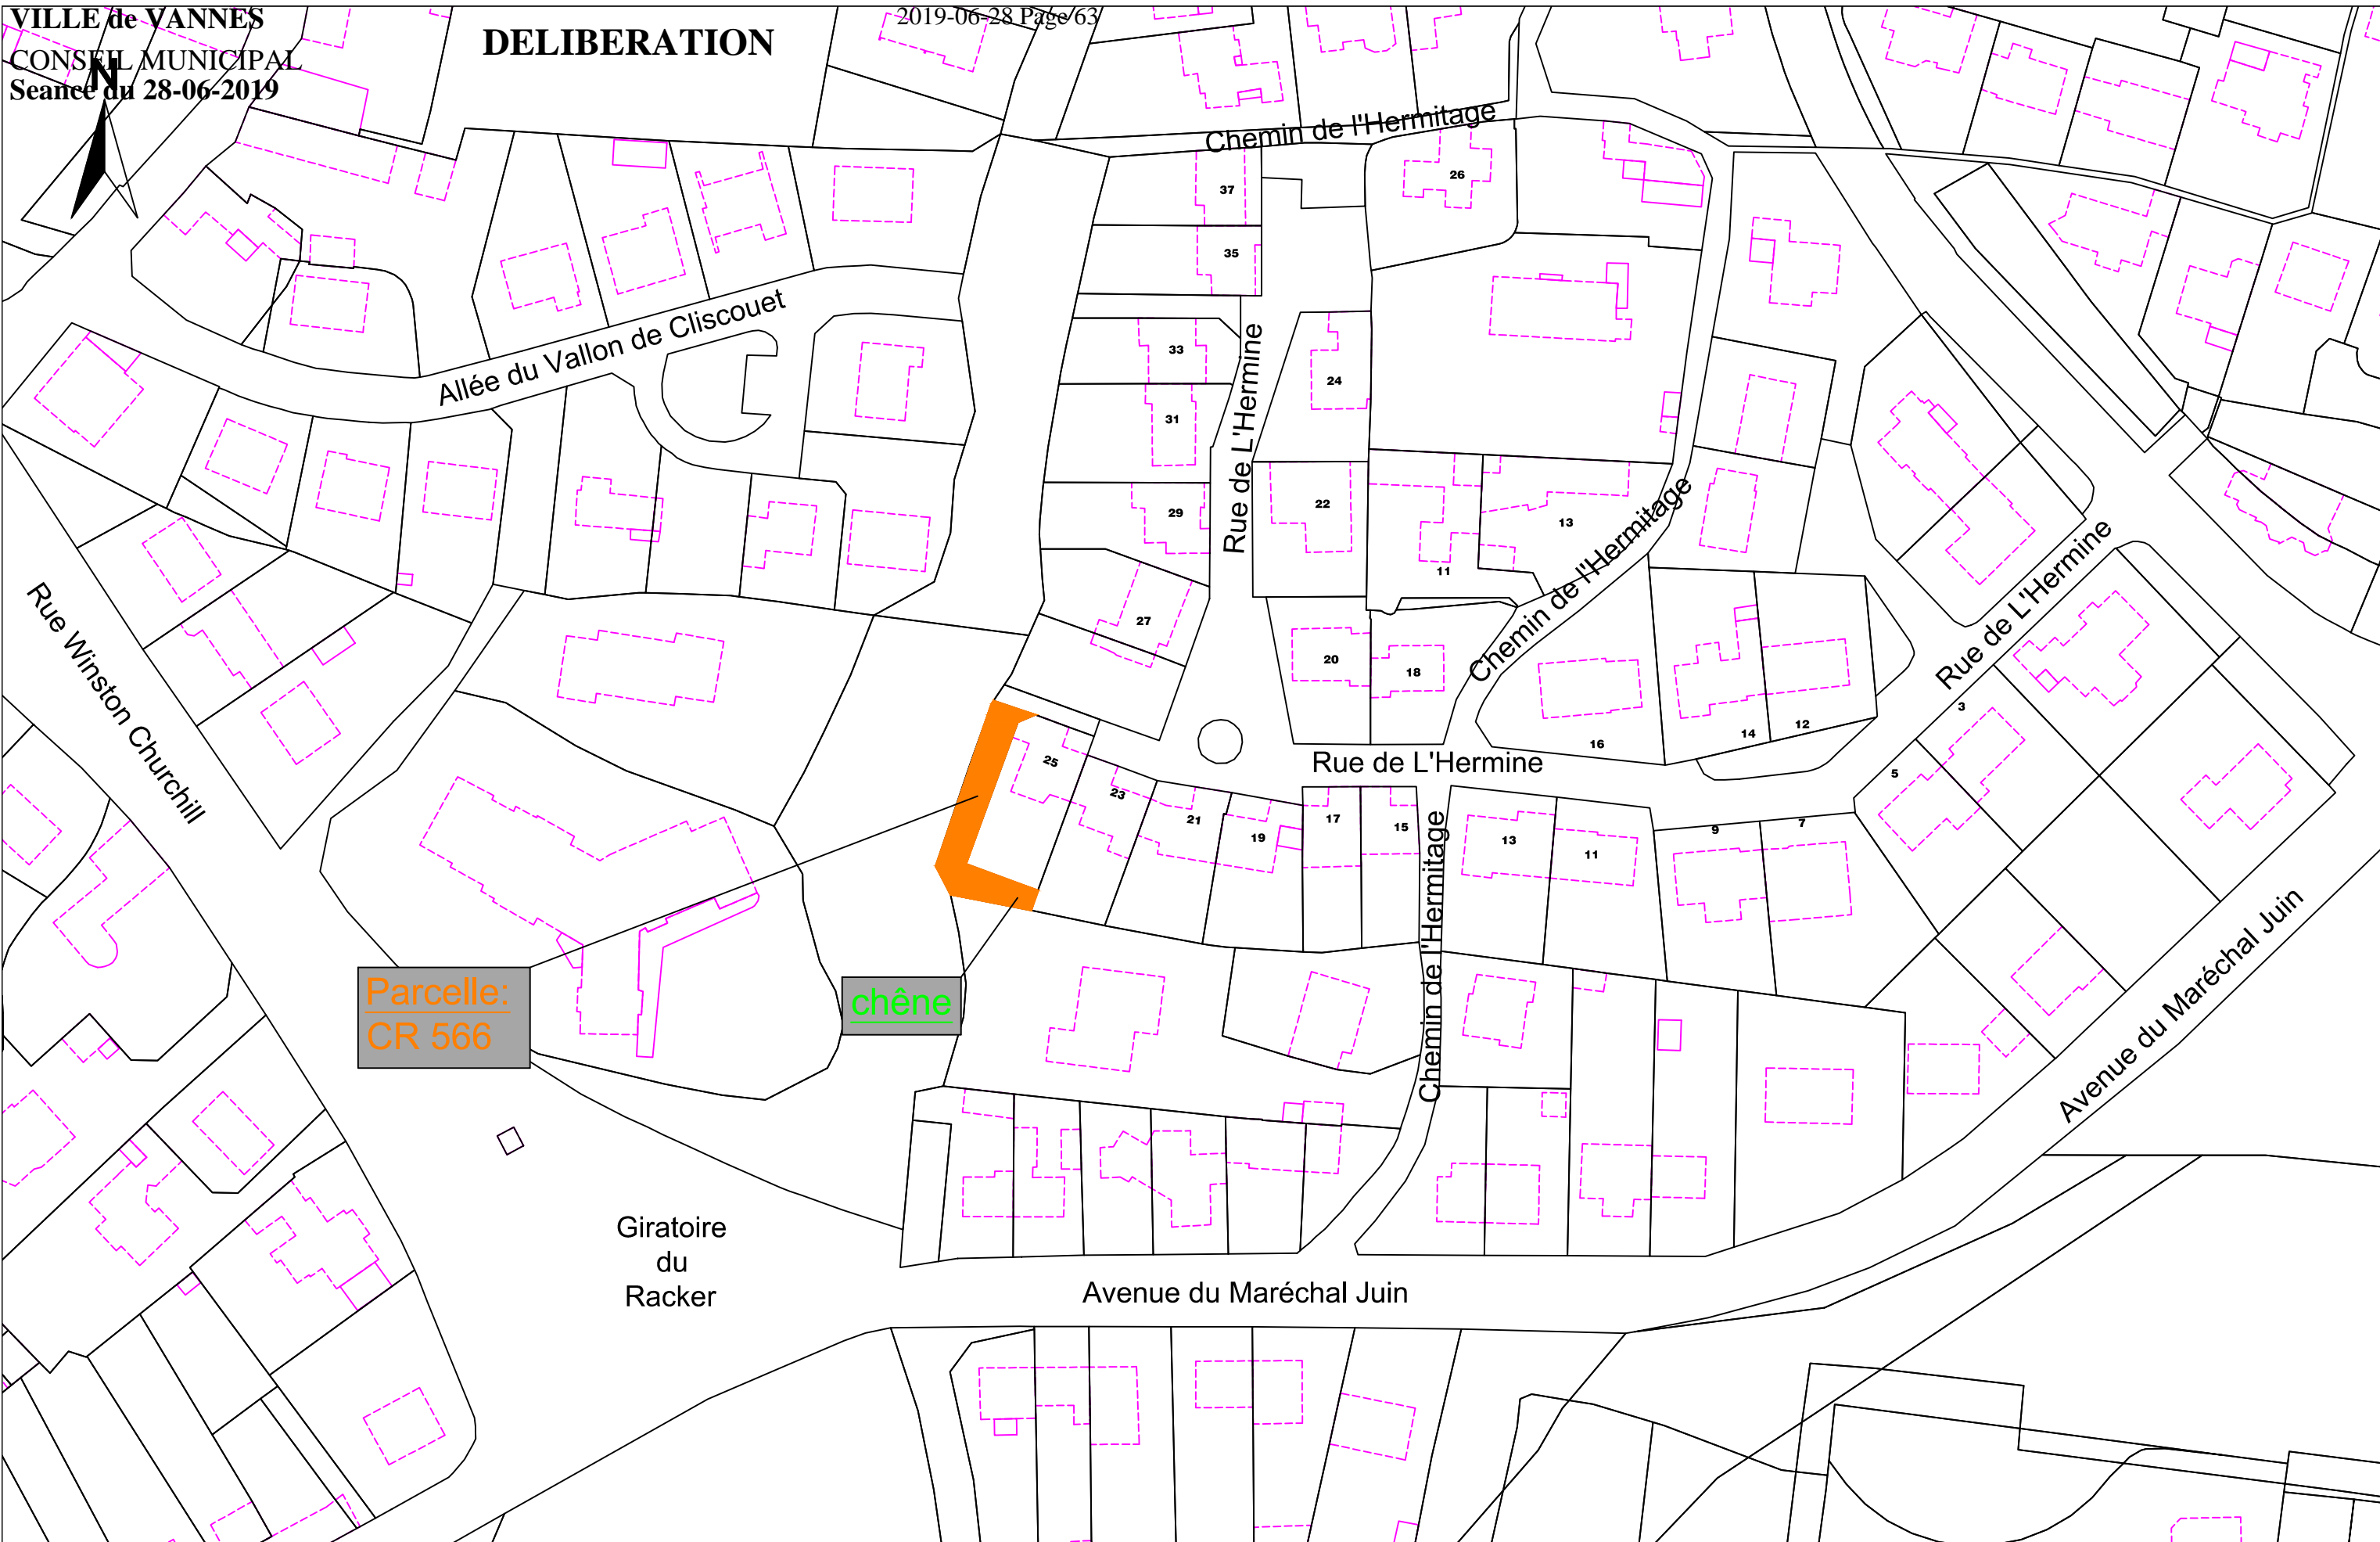 VILLE de VANNES
CONSEIL MUNICIPAL
Seance du 28-06-2019
DELIBERATION
2019-06-28 Page 63
N
Chemin de l'Hermitage
37
26
35
Allée du Vallon de Cliscouet
33
24
31
Rue de L'Hermine
29
22
13
11
Chemin de l'Hermitage
Rue de L'Hermine
27
20
18
Rue Winston Churchill
3
14
12
16
25
Rue de L'Hermine
5
23
21
19
17
15
13
11
9
7
Chemin de l'Hermitage
Avenue du Maréchal Juin
Parcelle:
CR 566
chêne
Giratoire
du
Racker
Avenue du Maréchal Juin